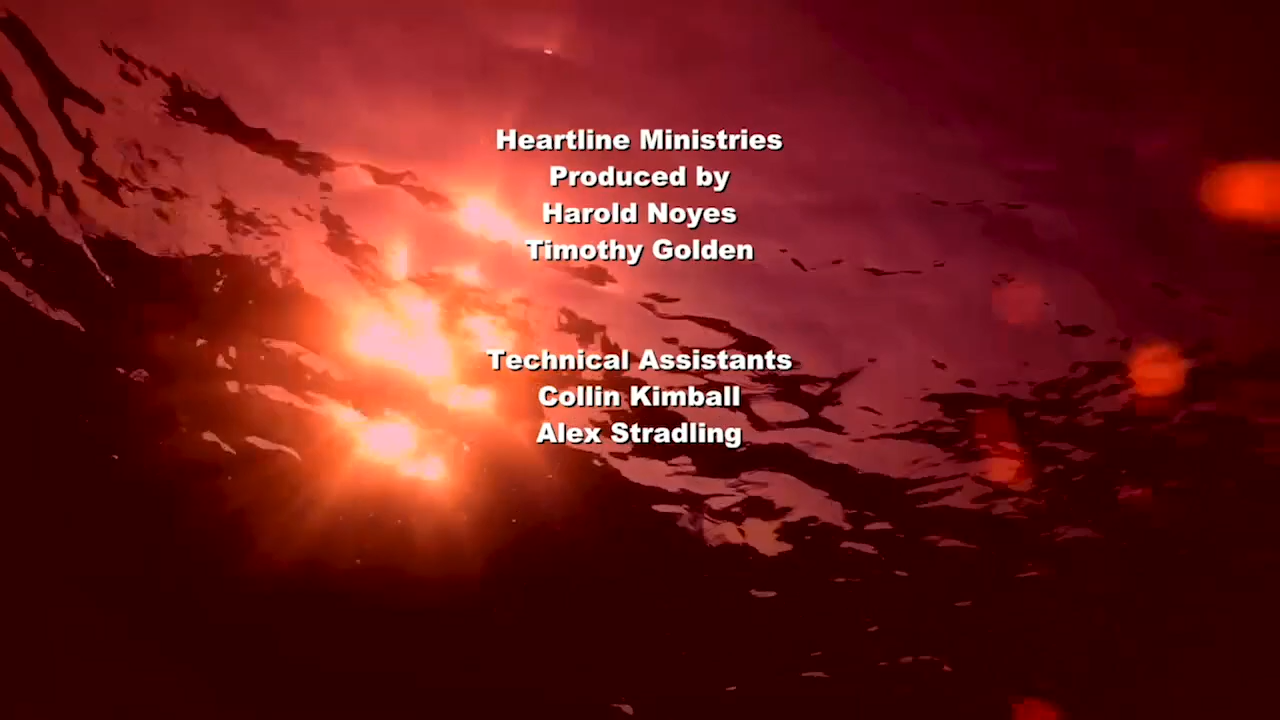 Heartline Ministries
Produced by
Harold Noyes
Timothy Golden
Technical Assistants
Collin Kimball
Alex Stradling